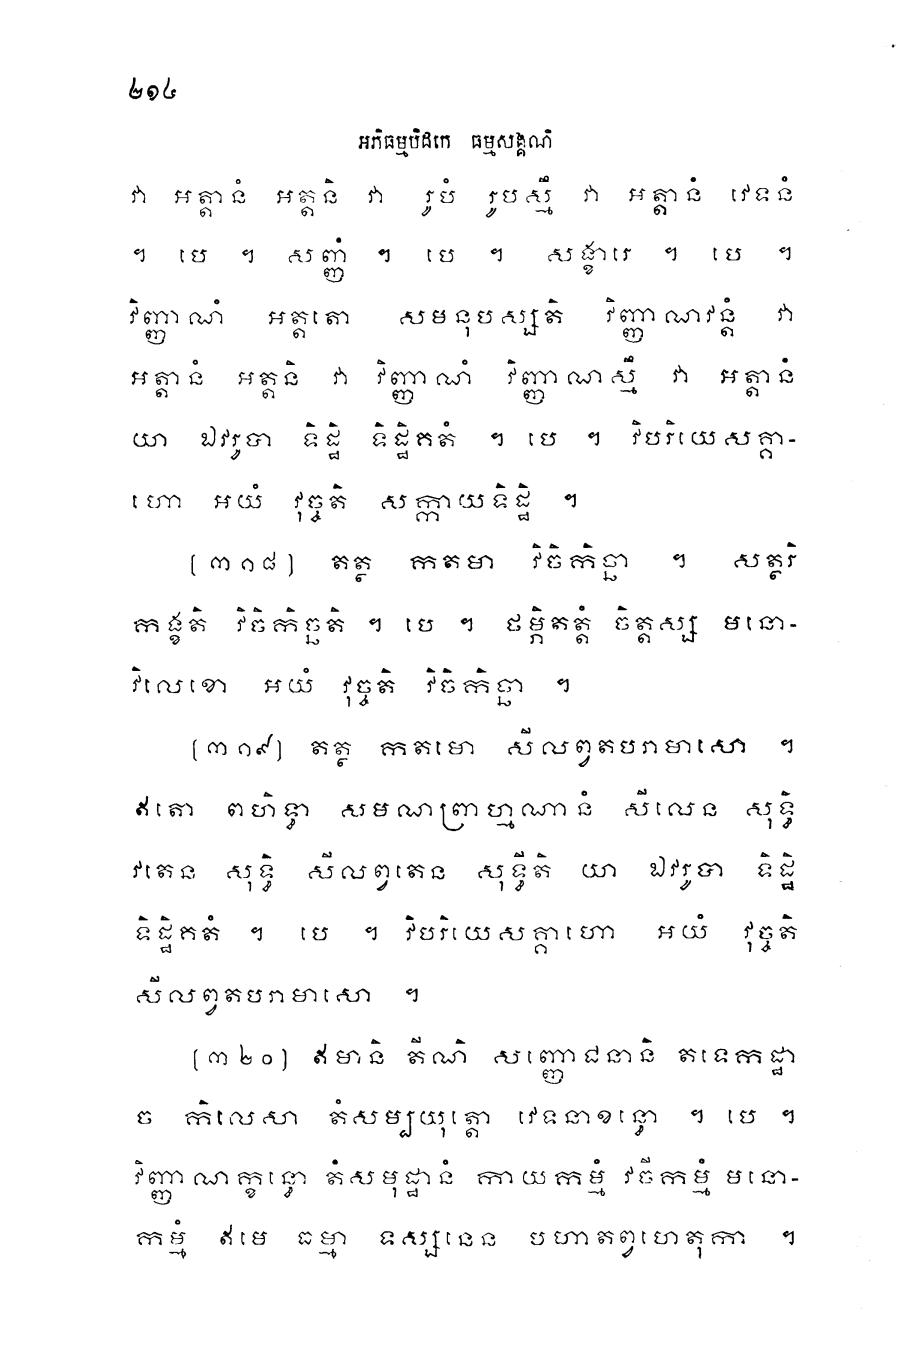 ២១៤
អភិធម្មបិដកេ ធម្មសង្គណិ
វា អត្តានំ អត្តនិ វា រូបំ រូបស្មឹ វា អត្តានំ វេទនំ
។ បេ ។ សញ្ញំ ។ បេ ។ សង្ខារេ ។ បេ ។
វិញ្ញាណំ អត្តតោ សមនុបស្សតិ វិញ្ញាណវន្តំ វា
អត្តានំ អត្តនិ វា វិញ្ញាណំ វិញ្ញាណស្មឹ វា អត្តានំ
យា ឯវរូបា ទិដ្ឋិ ទិដ្ឋិគតំ ។ បេ ។ វិបរិយេសគ្គា-
ហោ អយំ វុច្ចតិ សក្កាយទិដ្ឋិ ។
(៣១៨) តត្ថ កតមា វិចិកិច្ឆា ។ សត្ថរិ
កង្ខតិ វិចិកិច្ឆតិ ។ បេ ។ ថម្ភិតត្តំ ចិត្តស្ស មនោ-
វិលេខោ អយំ វុច្ចតិ វិចិកិច្ឆា ។
(៣១៩) តត្ថ កតមោ សីលព្វតបរាមាសោ ។
ឥតោ ពហិទ្ធា សមណព្រាហ្មណានំ សីលេន សុទ្ធិ
វតេន សុទ្ធិ សីលព្វតេន សុទ្ធីតិ យា ឯវរូបា ទិដ្ឋិ
ទិដ្ឋិគតំ ។ បេ ។ វិបរិយេសគ្គាហោ អយំ វុច្ចតិ
សីលព្វតបរាមាសោ ។
(៣២០) ឥមានិ តីណិ សញ្ញោជនានិ តទេកដ្ឋា
ច កិលេសា តំសម្បយុត្តោ វេទនាខន្ធោ ។ បេ ។
វិញ្ញាណក្ខន្ធោ តំសមុដ្ឋានំ កាយកម្មំ វចីកម្មំ មនោ-
កម្មំ ឥមេ ធម្មា ទស្សនេន បហាតព្វហេតុកា ។